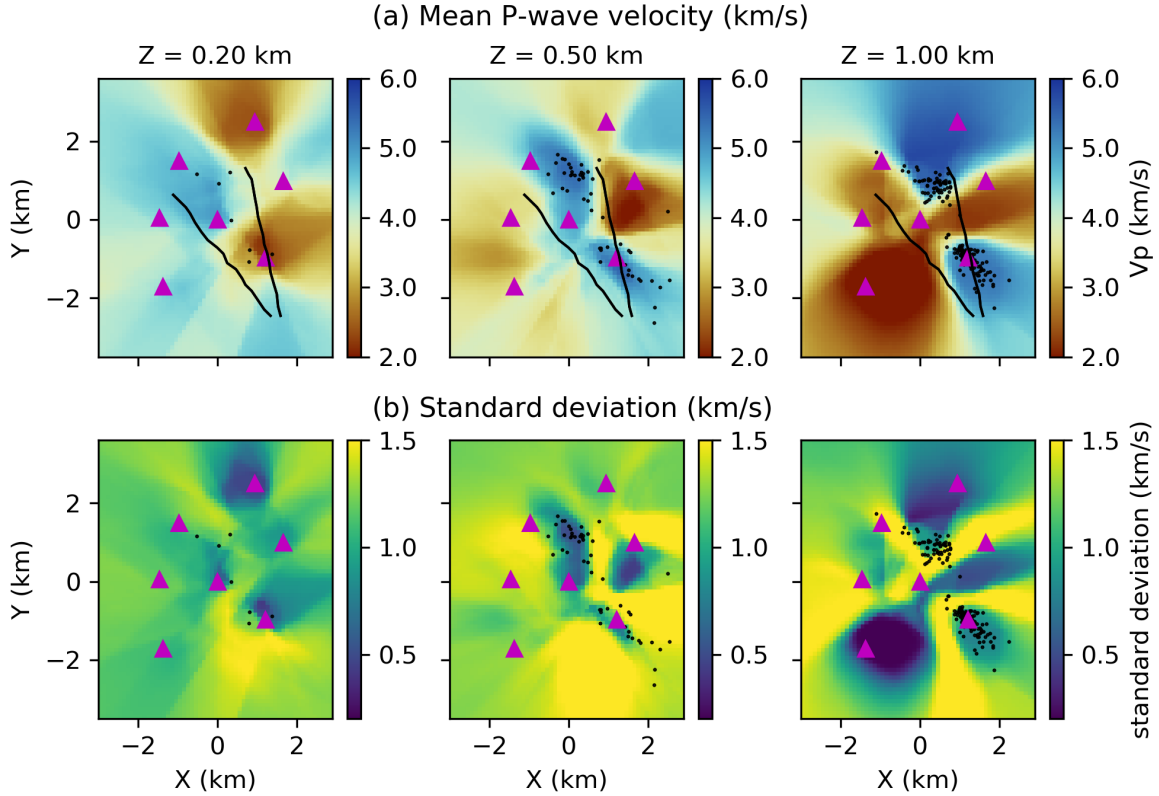 (a) Mean P-wave velocity (km/s)
Z = 0.20 km
Z = 0.50 km
Z = 1.00 km
Y (km)
2
0
−2
6.0
5.0
4.0
3.0
2.0
6.0
5.0
4.0
3.0
2.0
6.0
5.0
4.0
3.0
2.0
Vp (km/s)
(b) Standard deviation (km/s)
Y (km)
2
0
−2
1.5
1.0
0.5
1.5
1.0
0.5
1.5
1.0
0.5
standard deviation (km/s)
−2 0 2
−2 0 2
−2 0 2
X (km)
X (km)
X (km)